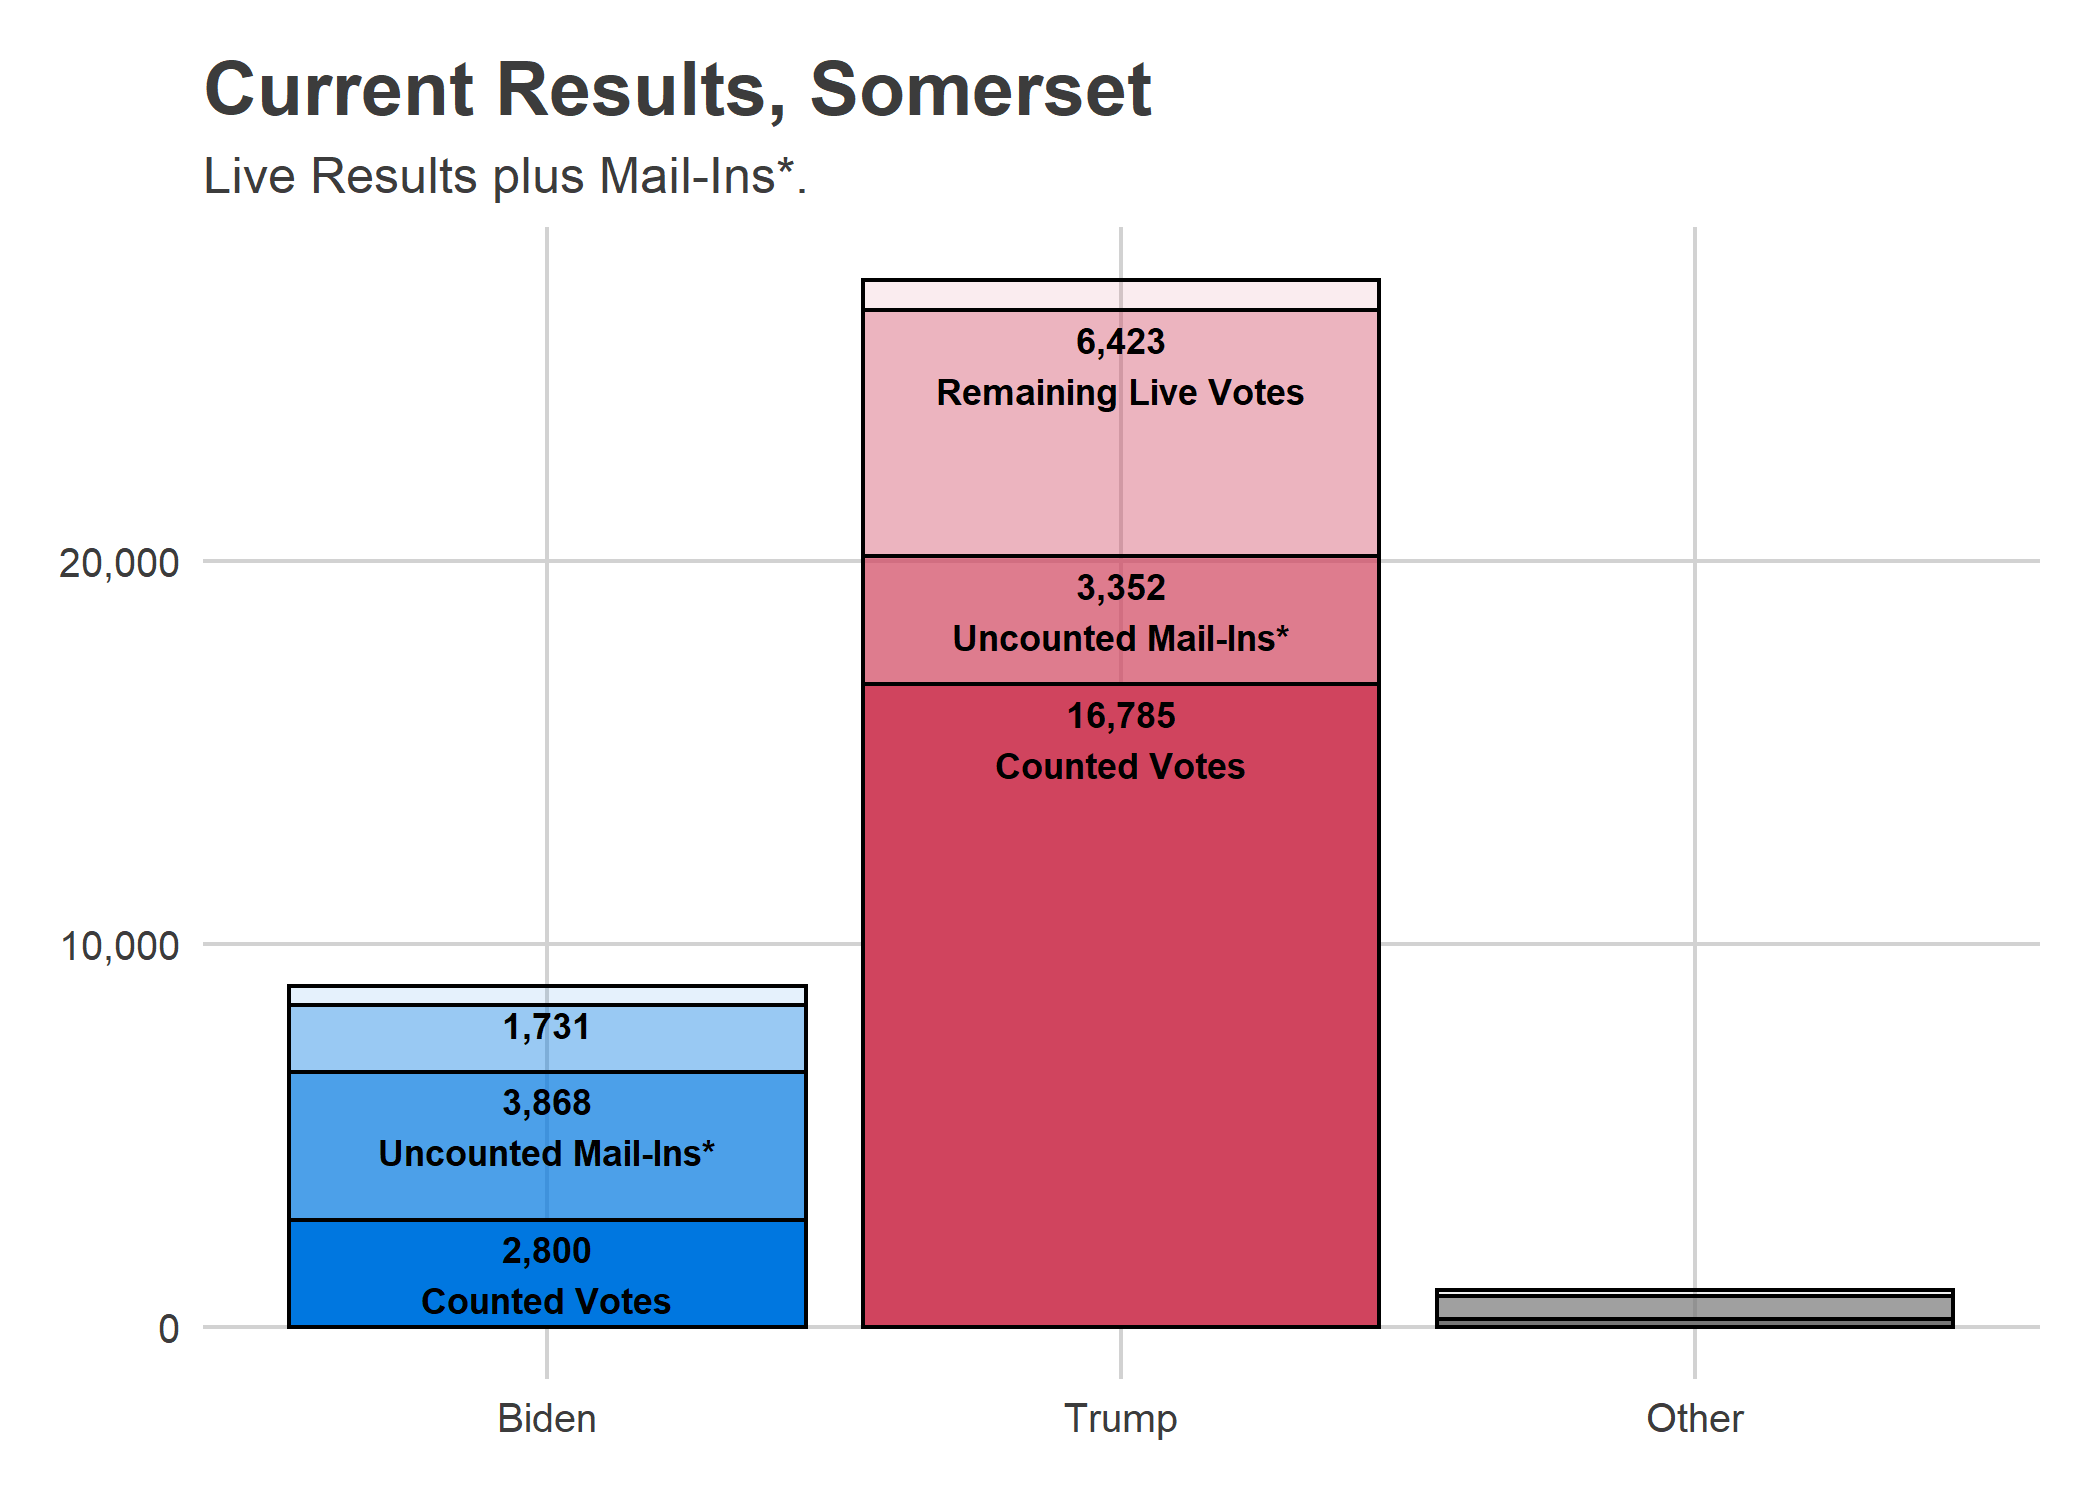 Current Results, Somerset
Live Results plus Mail-Ins*.
20,000
10,000
0
1,731
3,868
Uncounted Mail-Ins*
2,800
Counted Votes
6,423
Remaining Live Votes
3,352
Uncounted Mail-Ins*
16,785
Counted Votes
Biden
Trump
Other